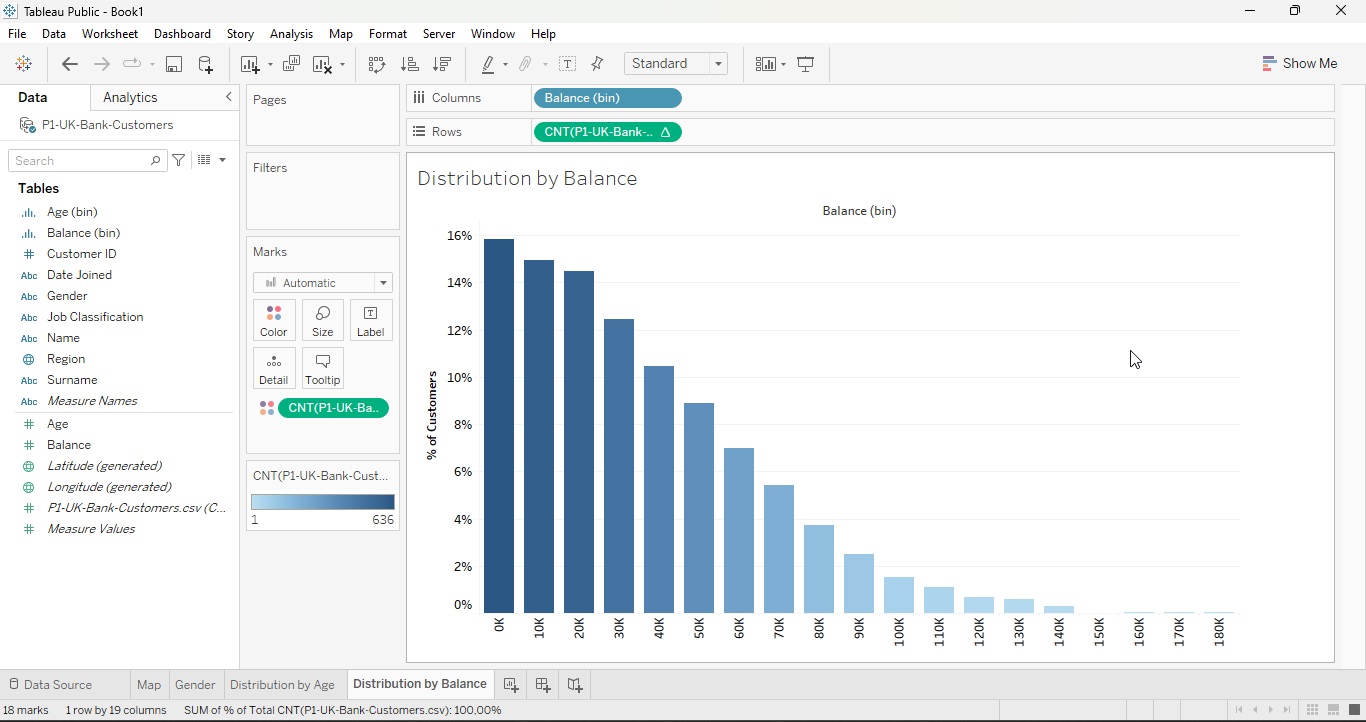 Tableau Public - Book1
File Data Worksheet Dashboard Story Analysis Map Format Server Window Help
Standard
Show Me
Data Analytics
P1-UK-Bank-Customers
Search
Tables
Age (bin)
Balance (bin)
Customer ID
Abc Date Joined
Abc Gender
Abc Job Classification
Abc Name
Region
Abc Surname
Abc Measure Names
Age
Balance
Latitude (generated)
Longitude (generated)
P1-UK-Bank-Customers.csv (C...
Measure Values
Pages
Filters
Marks
Automatic
Color Size Label
Detail Tooltip
CNT(P1-UK-Ba..
CNT(P1-UK-Bank-Cust...
1 636
Columns Balance (bin)
Rows CNT(P1-UK-Bank-.. Δ
Distribution by Balance
Balance (bin)
% of Customers
16%
14%
12%
10%
8%
6%
4%
2%
0%
0K 10K 20K 30K 40K 50K 60K 70K 80K 90K 100K 110K 120K 130K 140K 150K 160K 170K 180K
Data Source Map Gender Distribution by Age Distribution by Balance
18 marks 1 row by 19 columns SUM of % of Total CNT(P1-UK-Bank-Customers.csv): 100,00%